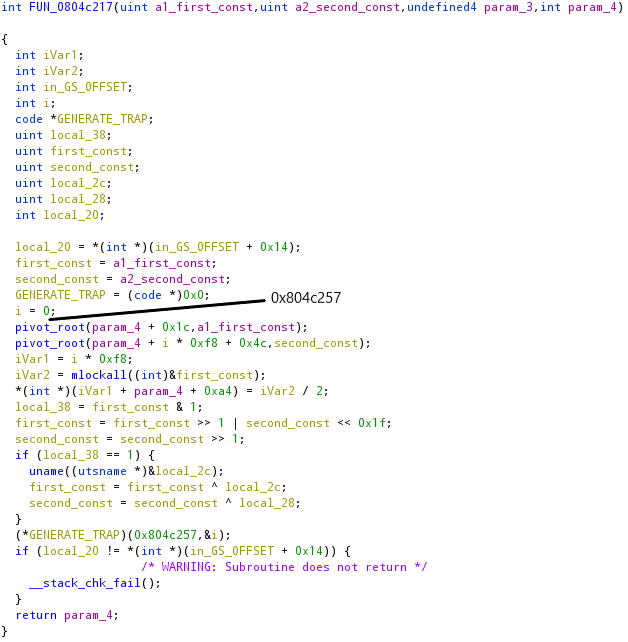 int FUN_0804c217(uint a1_first_const,uint a2_second_const,undefined4 param_3,int param_4)
{
int iVar1;
int iVar2;
int in_GS_OFFSET;
int i;
code *GENERATE_TRAP;
uint local_38;
uint first_const;
uint second_const;
uint local_2c;
uint local_28;
int local_20;
local_20 = *(int *)(in_GS_OFFSET + 0x14);
first_const = a1_first_const;
second_const = a2_second_const;
GENERATE_TRAP = (code *)0x0;
i = 0;
0x804c257
pivot_root(param_4 + 0x1c,a1_first_const);
pivot_root(param_4 + i * 0xf8 + 0x4c,second_const);
iVar1 = i * 0xf8;
iVar2 = mlockall((int)&first_const);
*(int *)(iVar1 + param_4 + 0xa4) = iVar2 / 2;
local_38 = first_const & 1;
first_const = first_const >> 1 | second_const << 0x1f;
second_const = second_const >> 1;
if (local_38 == 1) {
uname((utsname *)&local_2c);
first_const = first_const ^ local_2c;
second_const = second_const ^ local_28;
}
(*GENERATE_TRAP)(0x804c257,&i);
if (local_20 != *(int *)(in_GS_OFFSET + 0x14)) {
/* WARNING: Subroutine does not return */
__stack_chk_fail();
}
return param_4;
}